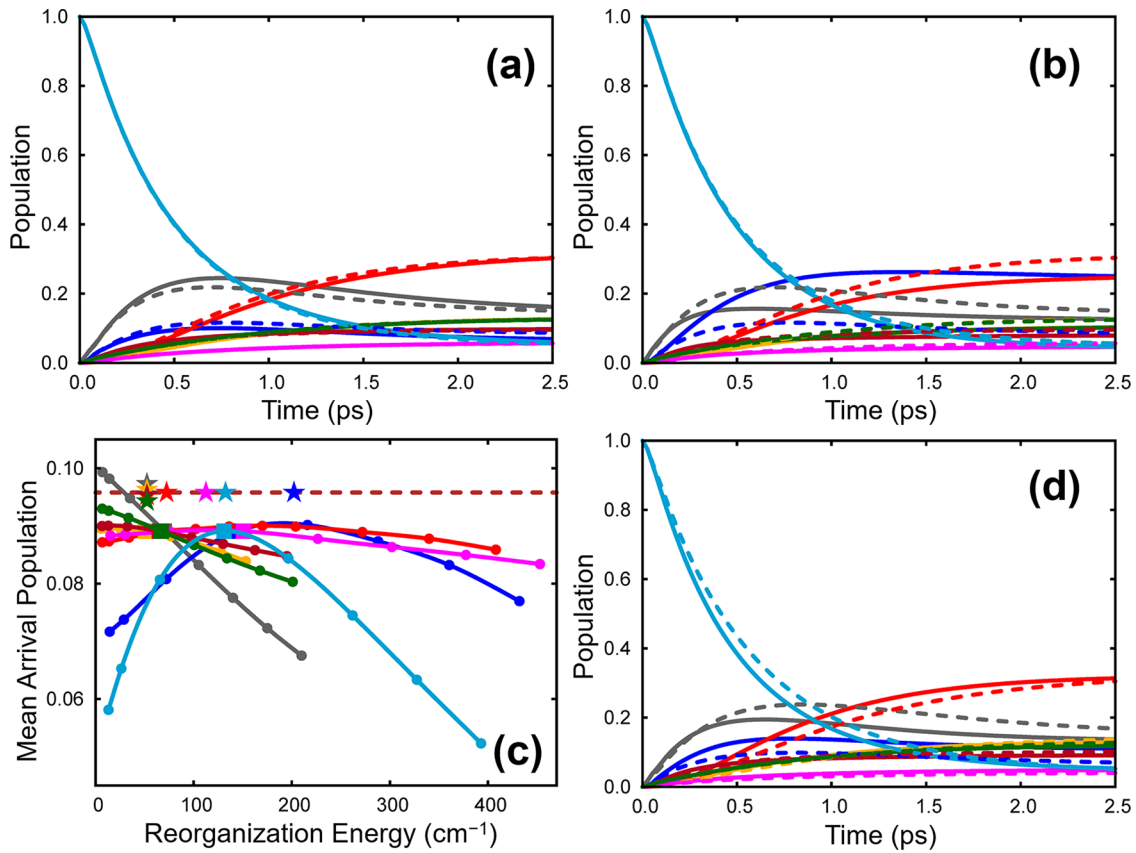 (a)
Population
1.0
0.8
0.6
0.4
0.2
0.0
0.0 0.5 1.0 1.5 2.0 2.5
Time (ps)
(b)
Population
1.0
0.8
0.6
0.4
0.2
0.0
0.0 0.5 1.0 1.5 2.0 2.5
Time (ps)
(c)
Mean Arrival Population
0.10
0.08
0.06
0 100 200 300 400
Reorganization Energy (cm⁻¹)
(d)
Population
1.0
0.8
0.6
0.4
0.2
0.0
0.0 0.5 1.0 1.5 2.0 2.5
Time (ps)